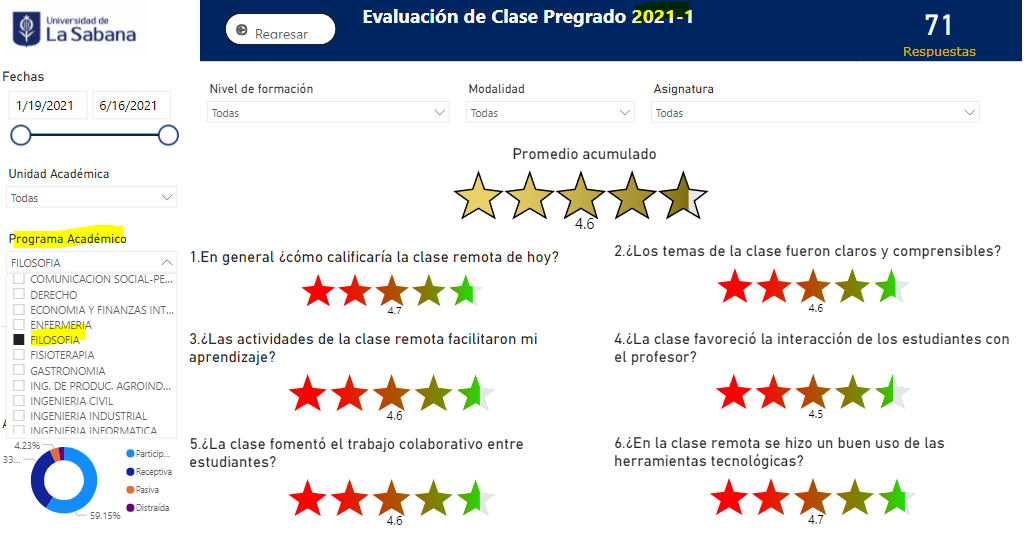 Universidad de
La Sabana
Regresar
Evaluación de Clase Pregrado 2021-1
71
Respuestas
Fechas
1/19/2021
6/16/2021
Nivel de formación
Todas
Modalidad
Todas
Asignatura
Todas
Unidad Académica
Todas
Promedio acumulado
4.6
Programa Académico
FILOSOFIA
COMUNICACION SOCIAL-PE...
DERECHO
ECONOMIA Y FINANZAS INT...
ENFERMERIA
FILOSOFIA
FISIOTERAPIA
GASTRONOMIA
ING. DE PRODUC. AGROIND...
INGENIERIA CIVIL
INGENIERIA INDUSTRIAL
INGENIERIA INFORMATICA
4.23%
33...
59.15%
Particip...
Receptiva
Pasiva
Distraída
1.En general ¿cómo calificaría la clase remota de hoy?
4.7
2.¿Los temas de la clase fueron claros y comprensibles?
4.6
3.¿Las actividades de la clase remota facilitaron mi
aprendizaje?
4.6
4.¿La clase favoreció la interacción de los estudiantes con
el profesor?
4.5
5.¿La clase fomentó el trabajo colaborativo entre
estudiantes?
4.6
6.¿En la clase remota se hizo un buen uso de las
herramientas tecnológicas?
4.7